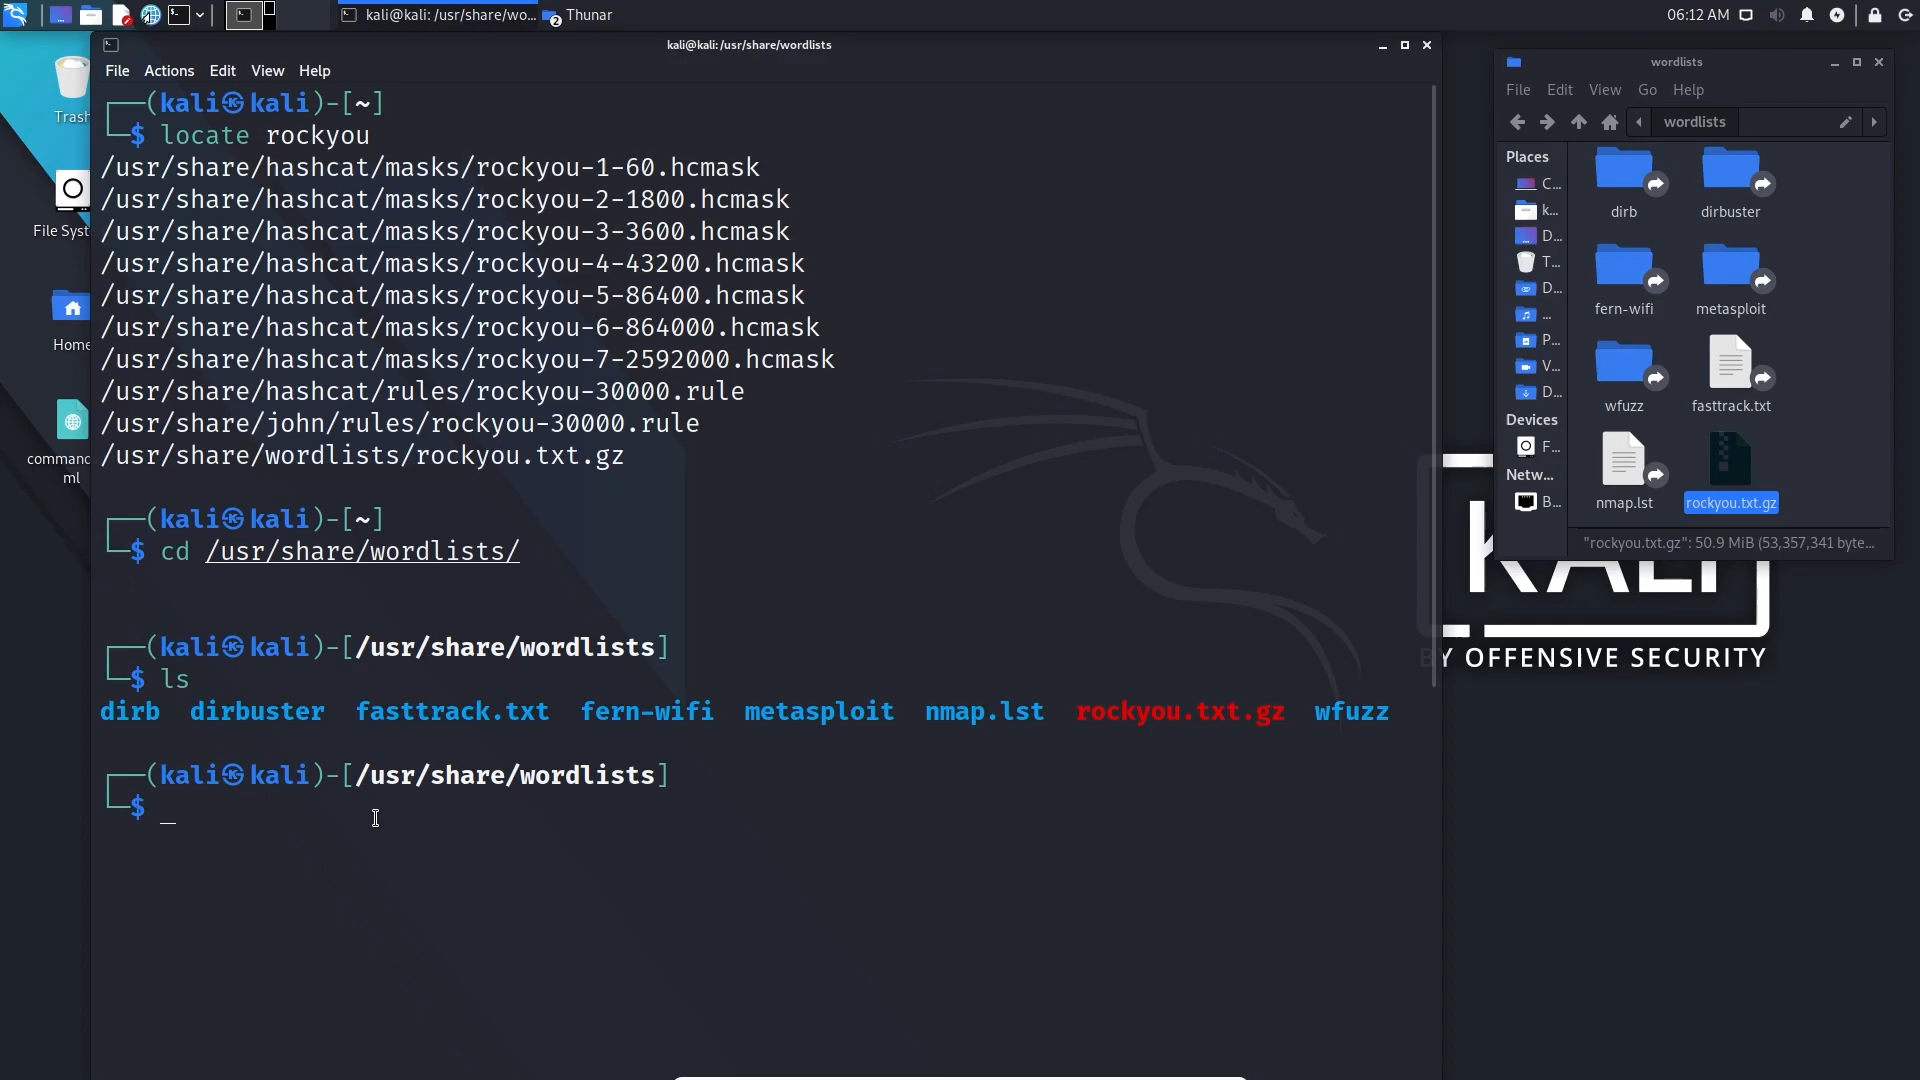 kali@kali: /usr/share/wo...
Thunar
2
06:12 AM
Trash
File Syst
Home
command
ml
kali@kali:/usr/share/wordlists
File Actions Edit View Help
┌──(kali㉿kali)-[~]
└─$ locate rockyou
/usr/share/hashcat/masks/rockyou-1-60.hcmask
/usr/share/hashcat/masks/rockyou-2-1800.hcmask
/usr/share/hashcat/masks/rockyou-3-3600.hcmask
/usr/share/hashcat/masks/rockyou-4-43200.hcmask
/usr/share/hashcat/masks/rockyou-5-86400.hcmask
/usr/share/hashcat/masks/rockyou-6-864000.hcmask
/usr/share/hashcat/masks/rockyou-7-2592000.hcmask
/usr/share/hashcat/rules/rockyou-30000.rule
/usr/share/john/rules/rockyou-30000.rule
/usr/share/wordlists/rockyou.txt.gz
┌──(kali㉿kali)-[~]
└─$ cd /usr/share/wordlists/
┌──(kali㉿kali)-[/usr/share/wordlists]
└─$ ls
dirb dirbuster fasttrack.txt fern-wifi metasploit nmap.lst rockyou.txt.gz wfuzz
┌──(kali㉿kali)-[/usr/share/wordlists]
└─$ _
wordlists
File Edit View Go Help
wordlists
Places
C...
k...
D...
T...
D...
...
P...
V...
D...
Devices
F...
Netw...
B...
dirb
dirbuster
fern-wifi
metasploit
wfuzz
fasttrack.txt
nmap.lst
rockyou.txt.gz
"rockyou.txt.gz": 50.9 MiB (53,357,341 byte...
KALI
BY OFFENSIVE SECURITY